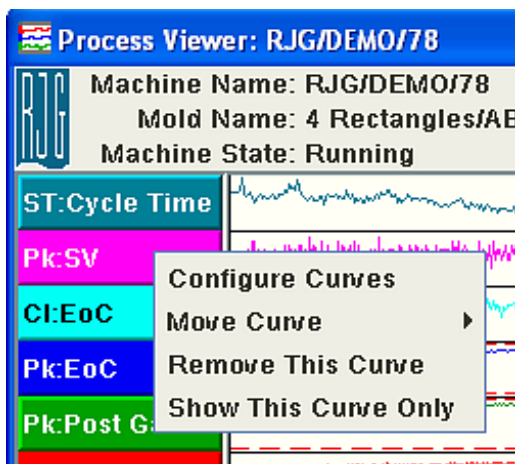 Process Viewer: RJG/DEMO/78
RJG
Machine Name: RJG/DEMO/78
Mold Name: 4 Rectangles/AB
Machine State: Running
ST:Cycle Time
Pk:SV
Configure Curves
Cl:EoC
Move Curve
Pk:EoC
Remove This Curve
Show This Curve Only
Pk:Post G